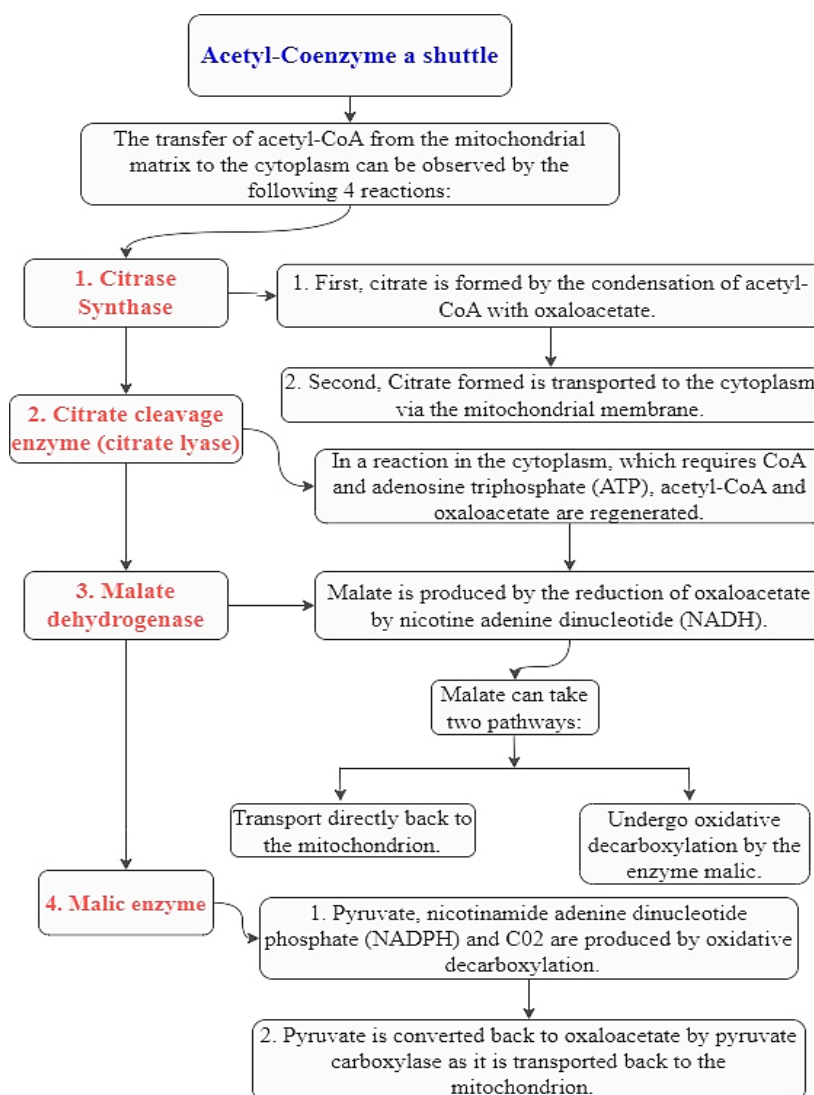 Acetyl-Coenzyme a shuttle
The transfer of acetyl-CoA from the mitochondrial
matrix to the cytoplasm can be observed by the
following 4 reactions:
1. Citrase
Synthase
1. First, citrate is formed by the condensation of acetyl-
CoA with oxaloacetate.
2. Second, Citrate formed is transported to the cytoplasm
via the mitochondrial membrane.
2. Citrate cleavage
enzyme (citrate lyase)
In a reaction in the cytoplasm, which requires CoA
and adenosine triphosphate (ATP), acetyl-CoA and
oxaloacetate are regenerated.
3. Malate
dehydrogenase
Malate is produced by the reduction of oxaloacetate
by nicotine adenine dinucleotide (NADH).
Malate can take
two pathways:
Transport directly back to
the mitochondrion.
Undergo oxidative
decarboxylation by the
enzyme malic.
4. Malic enzyme
1. Pyruvate, nicotinamide adenine dinucleotide
phosphate (NADPH) and C02 are produced by oxidative
decarboxylation.
2. Pyruvate is converted back to oxaloacetate by pyruvate
carboxylase as it is transported back to the
mitochondrion.